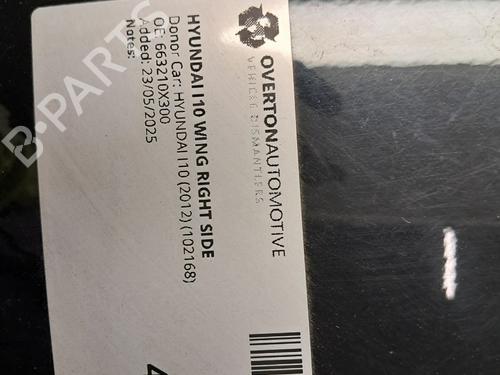 OVERTONAUTOMOTIVE
VEHICLE DISMANTLERS
HYUNDAI I10 WING RIGHT SIDE
Donor Car: HYUNDAI I10 (2012) (102168)
OE: 663210X300
Added: 23/05/2025
Notes:
B-PARTS